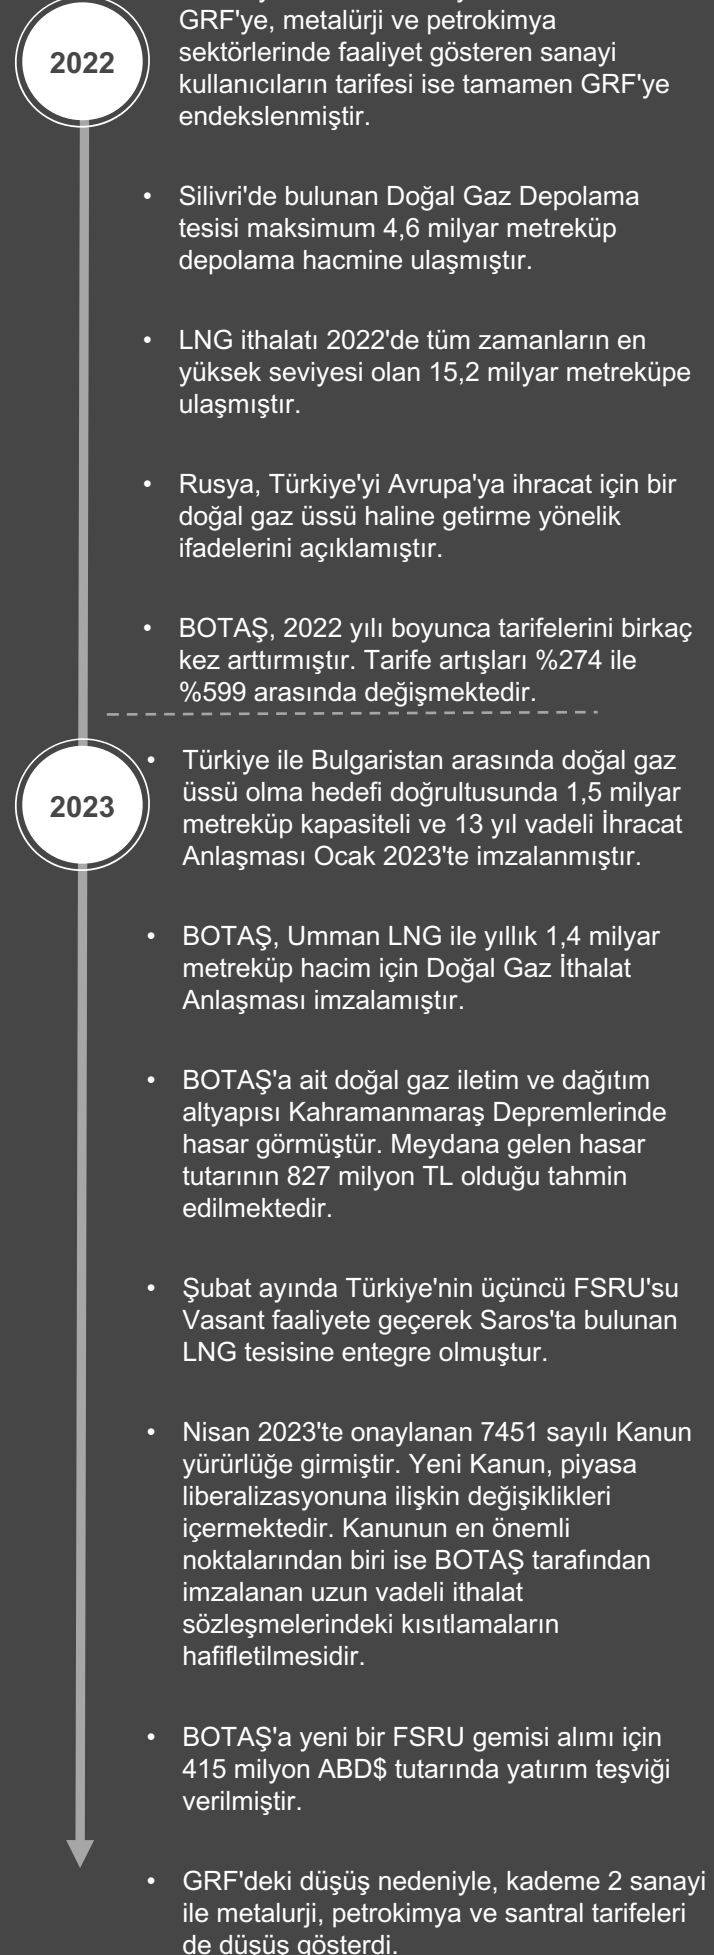 2022
GRF'ye, metalürji ve petrokimya
sektörlerinde faaliyet gösteren sanayi
kullanıcıların tarifesi ise tamamen GRF'ye
endekslenmiştir.
• Silivri'de bulunan Doğal Gaz Depolama
tesisi maksimum 4,6 milyar metreküp
depolama hacmine ulaşmıştır.
• LNG ithalatı 2022'de tüm zamanların en
yüksek seviyesi olan 15,2 milyar metreküpe
ulaşmıştır.
• Rusya, Türkiye'yi Avrupa'ya ihracat için bir
doğal gaz üssü haline getirme yönelik
ifadelerini açıklamıştır.
• BOTAŞ, 2022 yılı boyunca tarifelerini birkaç
kez arttırmıştır. Tarife artışları %274 ile
%599 arasında değişmektedir.
2023
• Türkiye ile Bulgaristan arasında doğal gaz
üssü olma hedefi doğrultusunda 1,5 milyar
metreküp kapasiteli ve 13 yıl vadeli İhracat
Anlaşması Ocak 2023'te imzalanmıştır.
• BOTAŞ, Umman LNG ile yıllık 1,4 milyar
metreküp hacim için Doğal Gaz İthalat
Anlaşması imzalamıştır.
• BOTAŞ'a ait doğal gaz iletim ve dağıtım
altyapısı Kahramanmaraş Depremlerinde
hasar görmüştür. Meydana gelen hasar
tutarının 827 milyon TL olduğu tahmin
edilmektedir.
• Şubat ayında Türkiye'nin üçüncü FSRU'su
Vasant faaliyete geçerek Saros'ta bulunan
LNG tesisine entegre olmuştur.
• Nisan 2023'te onaylanan 7451 sayılı Kanun
yürürlüğe girmiştir. Yeni Kanun, piyasa
liberalizasyonuna ilişkin değişiklikleri
içermektedir. Kanunun en önemli
noktalarından biri ise BOTAŞ tarafından
imzalanan uzun vadeli ithalat
sözleşmelerindeki kısıtlamaların
hafifletilmesidir.
• BOTAŞ'a yeni bir FSRU gemisi alımı için
415 milyon ABD$ tutarında yatırım teşviği
verilmiştir.
• GRF'deki düşüş nedeniyle, kademe 2 sanayi
ile metalurji, petrokimya ve santral tarifeleri
de düşüş gösterdi.